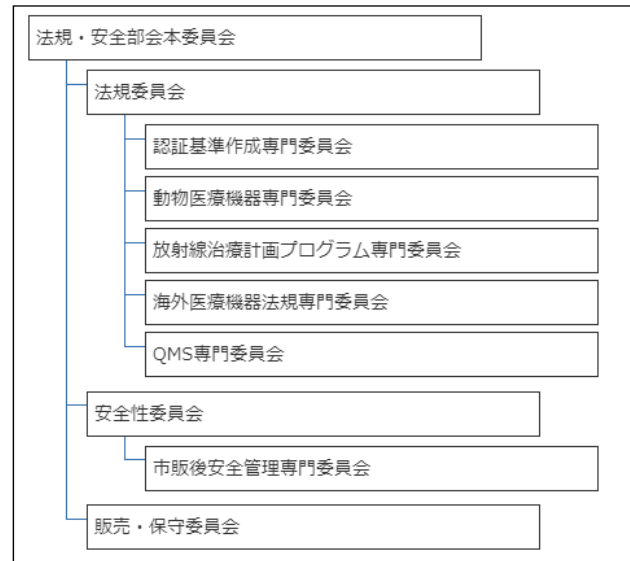 法規・安全部会本委員会
法規委員会
認証基準作成専門委員会
動物医療機器専門委員会
放射線治療計画プログラム専門委員会
海外医療機器法規専門委員会
QMS専門委員会
安全性委員会
市販後安全管理専門委員会
販売・保守委員会